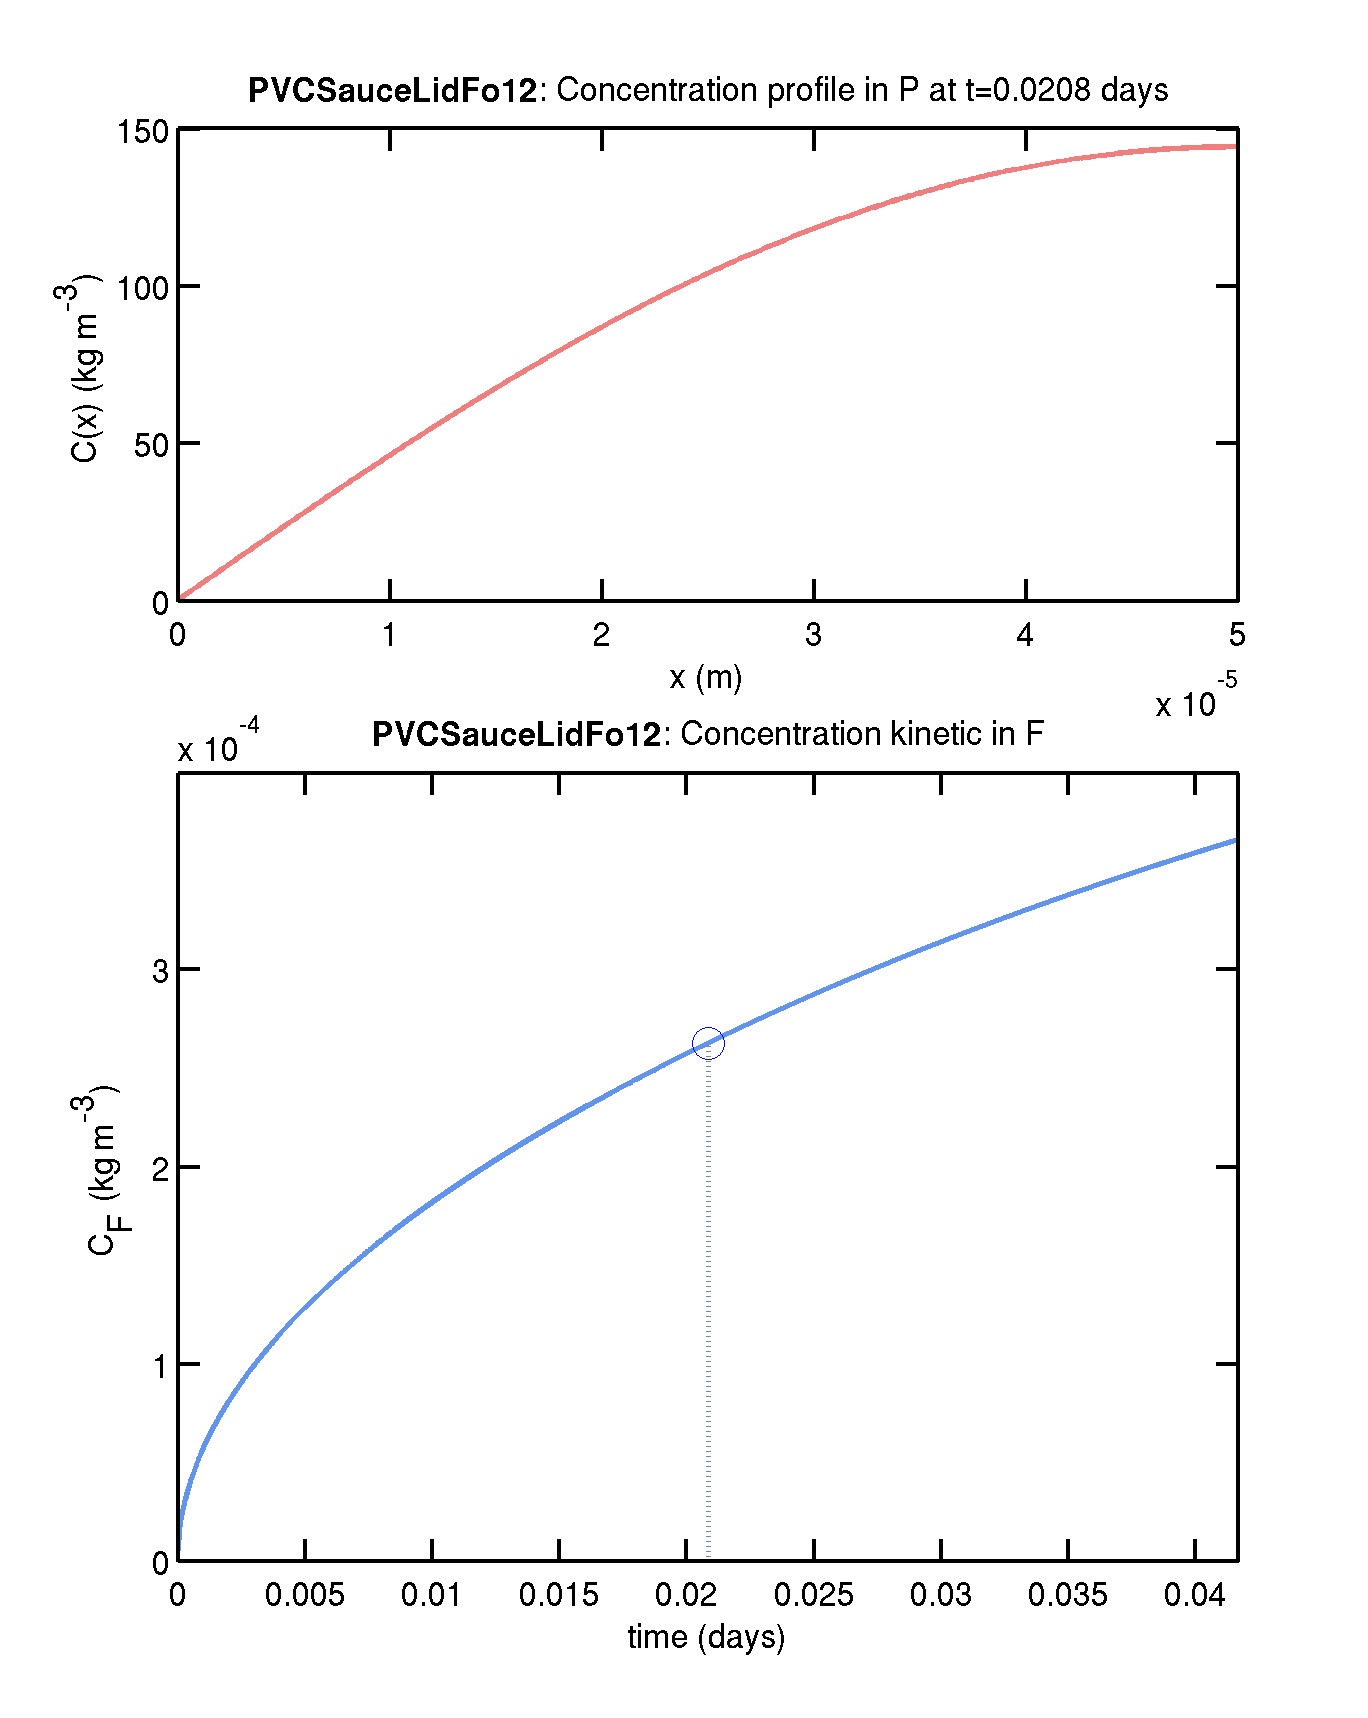 PVCSauceLidFo12: Concentration profile in P at t=0.0208 days
150
100
50
0
C(x) (kg m-3)
0 1 2 3 4 5
x (m)
x 10-5
x 10-4
PVCSauceLidFo12: Concentration kinetic in F
3
2
1
0
CF (kg m-3)
0 0.005 0.01 0.015 0.02 0.025 0.03 0.035 0.04
time (days)